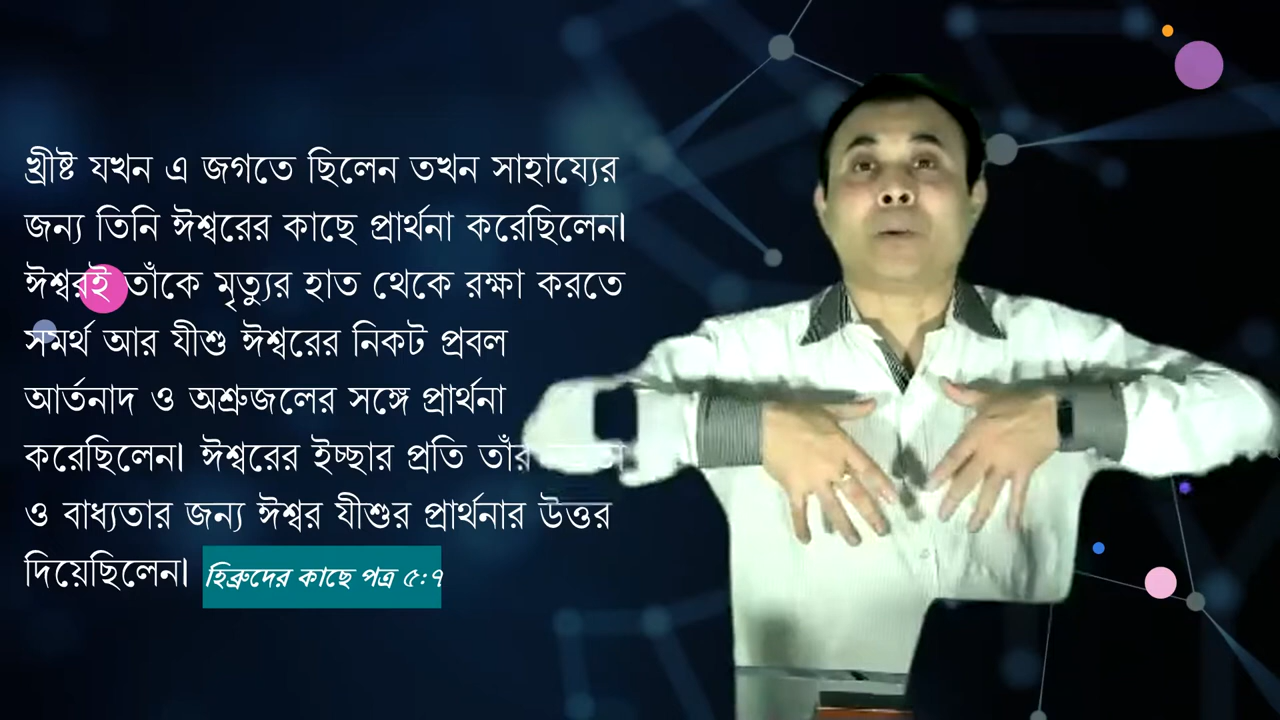 খ্রীষ্ট যখন এ জগতে ছিলেন তখন সাহায্যের
জন্য তিনি ঈশ্বরের কাছে প্রার্থনা করেছিলেন।
ঈশ্বরই তাঁকে মৃত্যুর হাত থেকে রক্ষা করতে
সমর্থ আর যীশু ঈশ্বরের নিকট প্রবল
আর্তনাদ ও অশ্রুজলের সঙ্গে প্রার্থনা
করেছিলেন। ঈশ্বরের ইচ্ছার প্রতি তাঁর
ও বাধ্যতার জন্য ঈশ্বর যীশুর প্রার্থনার উত্তর
দিয়েছিলেন। হিব্রুদের কাছে পত্র ৫:৭